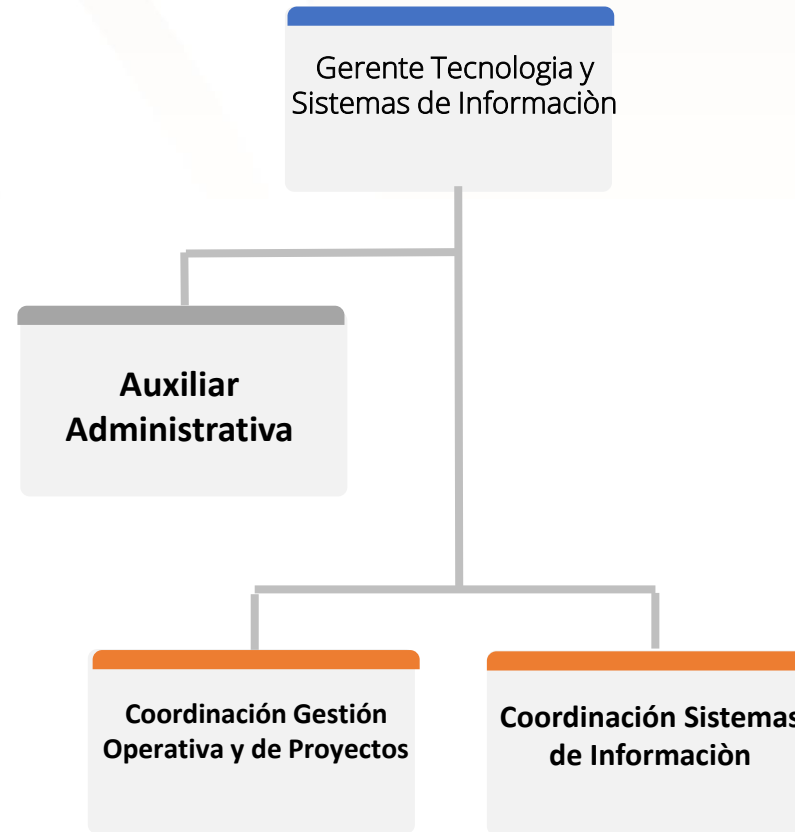 Gerente Tecnologia y
Sistemas de Informaciòn
Auxiliar
Administrativa
Coordinación Gestión
Operativa y de Proyectos
Coordinación Sistemas
de Informaciòn